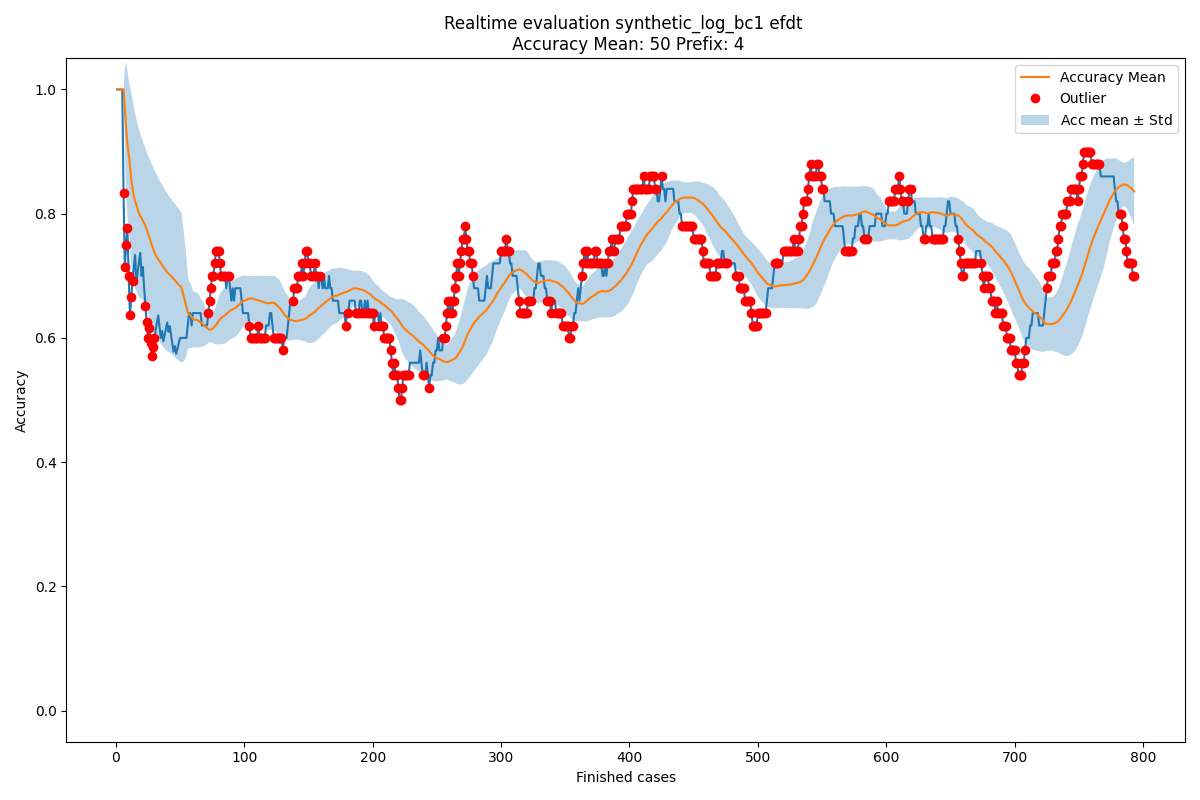 Realtime evaluation synthetic_log_bc1 efdt
Accuracy Mean: 50 Prefix: 4
Accuracy Mean
Outlier
Acc mean ± Std
1.0
0.8
0.6
0.4
0.2
0.0
Accuracy
0 100 200 300 400 500 600 700 800
Finished cases